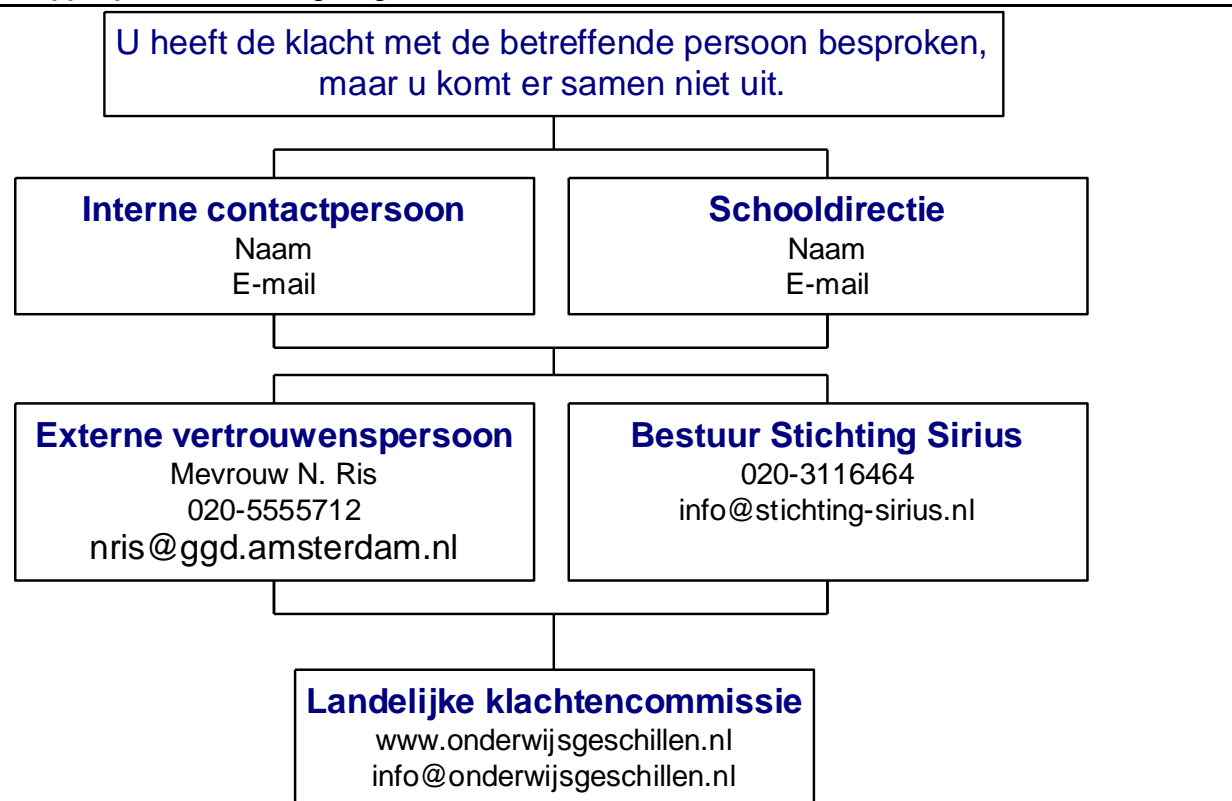 U heeft de klacht met de betreffende persoon besproken,
maar u komt er samen niet uit.
Interne contactpersoon
Naam
E-mail
Schooldirectie
Naam
E-mail
Externe vertrouwenspersoon
Mevrouw N. Ris
020-5555712
nris@ggd.amsterdam.nl
Bestuur Stichting Sirius
020-3116464
info@stichting-sirius.nl
Landelijke klachtencommissie
www.onderwijsgeschillen.nl
info@onderwijsgeschillen.nl